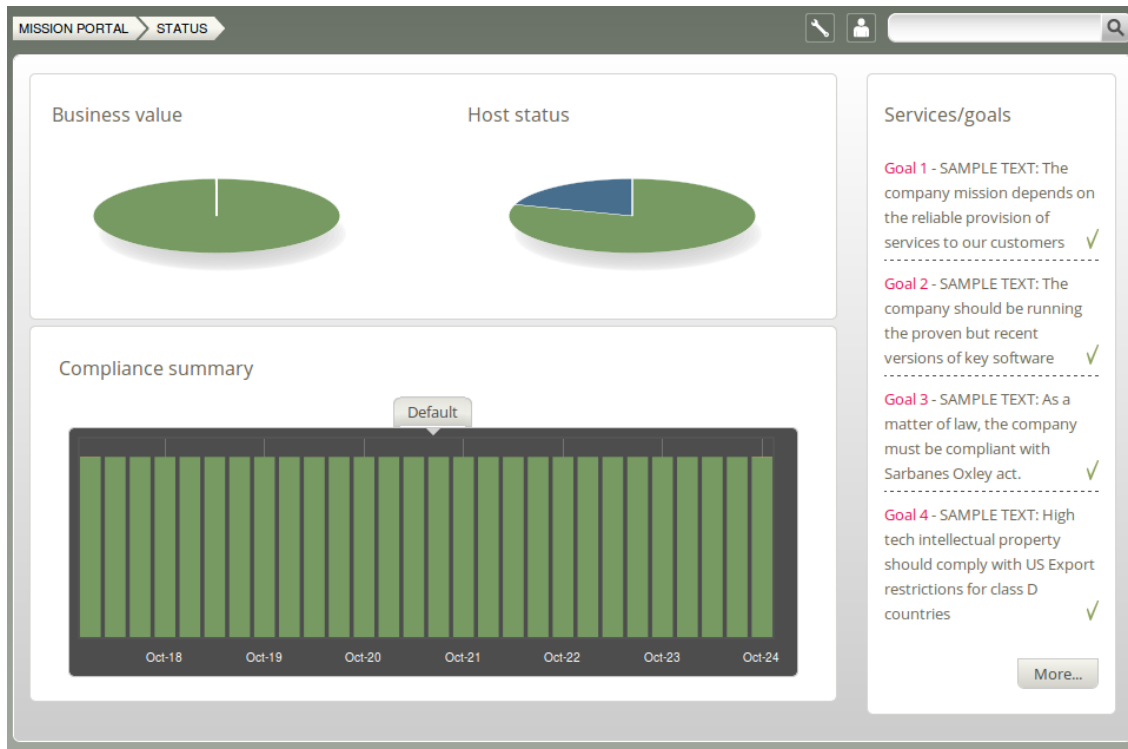 MISSION PORTAL
STATUS
Business value
Host status
Compliance summary
Default
Oct-18
Oct-19
Oct-20
Oct-21
Oct-22
Oct-23
Oct-24
Services/goals
Goal 1 - SAMPLE TEXT: The
company mission depends on
the reliable provision of
services to our customers
Goal 2 - SAMPLE TEXT: The
company should be running
the proven but recent
versions of key software
Goal 3 - SAMPLE TEXT: As a
matter of law, the company
must be compliant with
Sarbanes Oxley act.
Goal 4 - SAMPLE TEXT: High
tech intellectual property
should comply with US Export
restrictions for class D
countries
More...